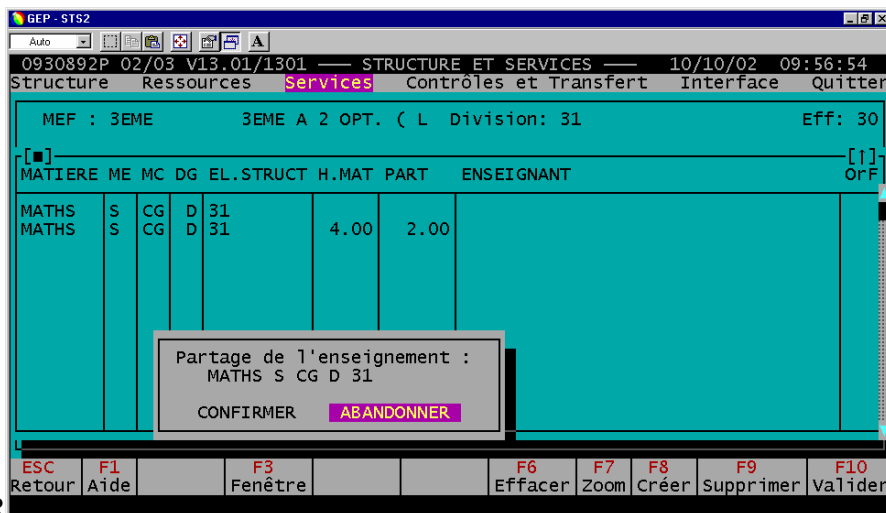 GEP - STS2
Auto
A
0930892P 02/03 V13.01/1301 —— STRUCTURE ET SERVICES —— 10/10/02 09:56:54
Structure Ressources Services Contrôles et Transfert Interface Quitter
MEF : 3EME 3EME A 2 OPT. ( L Division: 31 Eff: 30
[■] [↑]
MATIERE ME MC DG EL.STRUCT H.MAT PART ENSEIGNANT OrF
MATHS S CG D 31
MATHS S CG D 31 4.00 2.00
Partage de l'enseignement :
MATHS S CG D 31
CONFIRMER ABANDONNER
ESC F1 F3 F6 F7 F8 F9 F10
Retour Aide Fenêtre Effacer Zoom Créer Supprimer Valider